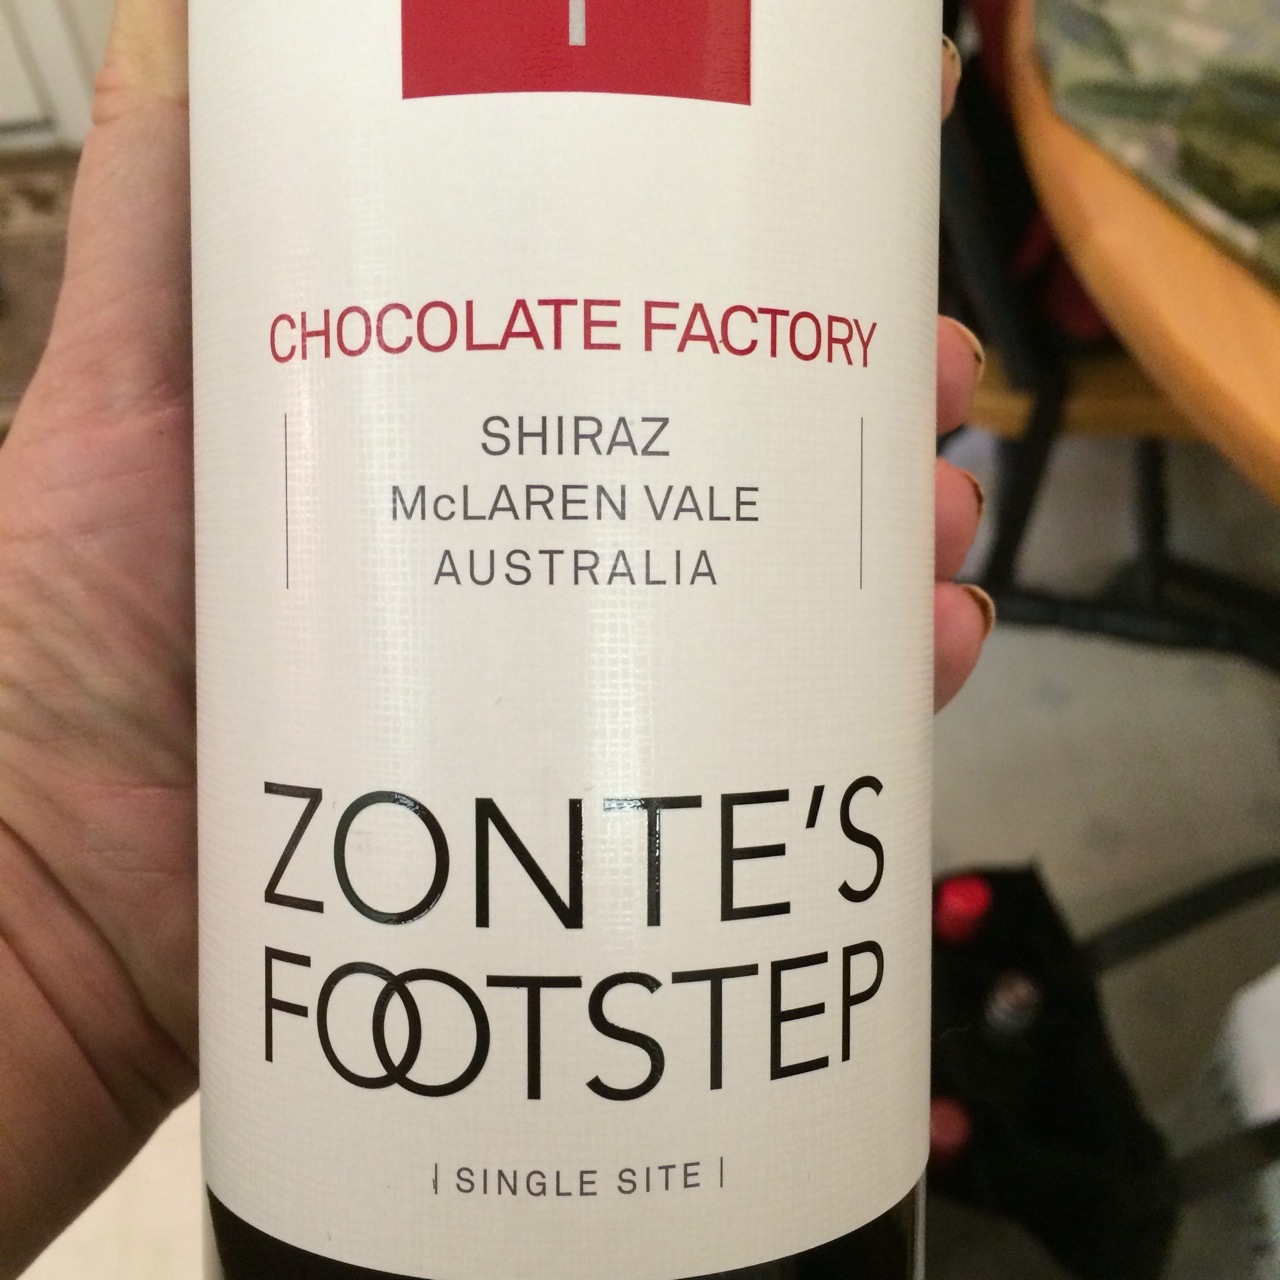 CHOCOLATE FACTORY
SHIRAZ
McLAREN VALE
AUSTRALIA
ZONTE'S
FOOTSTEP
| SINGLE SITE |